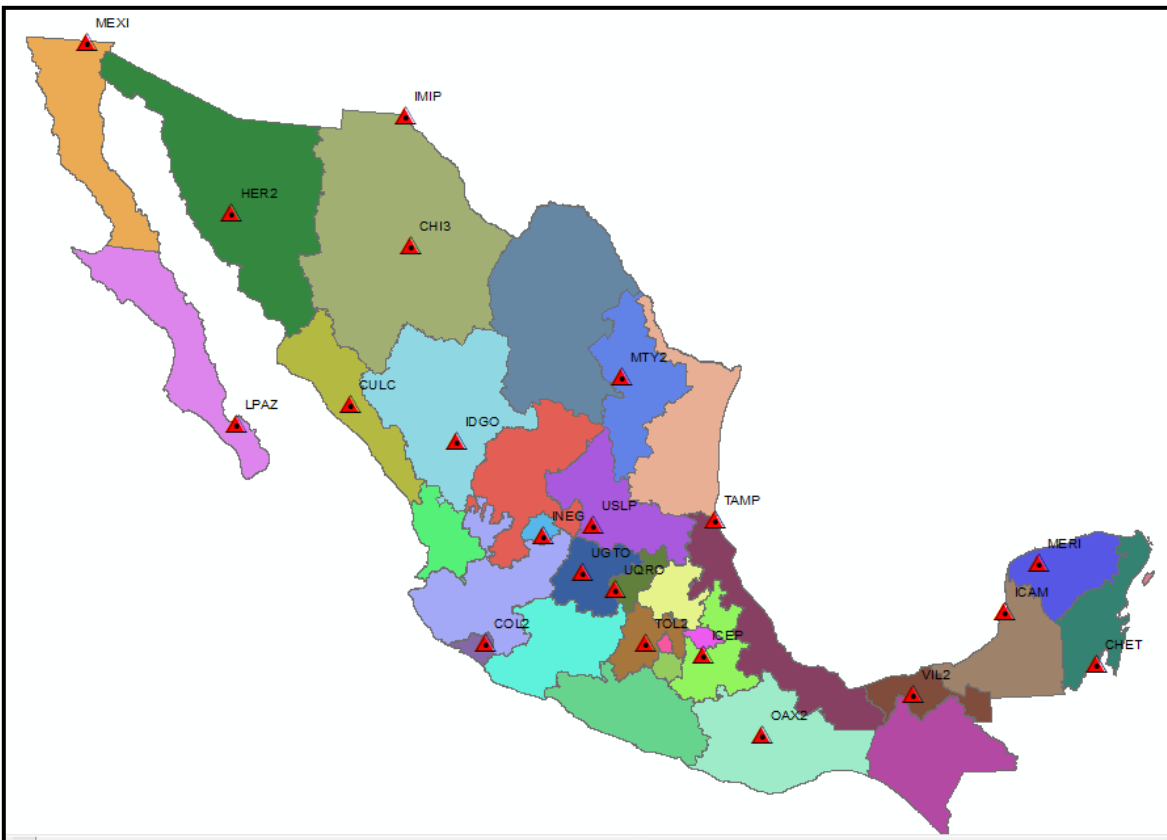 MEXI
IMIP
HER2
CHI3
MTY2
CULC
LPAZ
IDGO
TAMP
USLP
INEG
UGTO
UQRO
MERI
ICAM
COL2
TOL2
ICEP
CHET
VIL2
OAX2